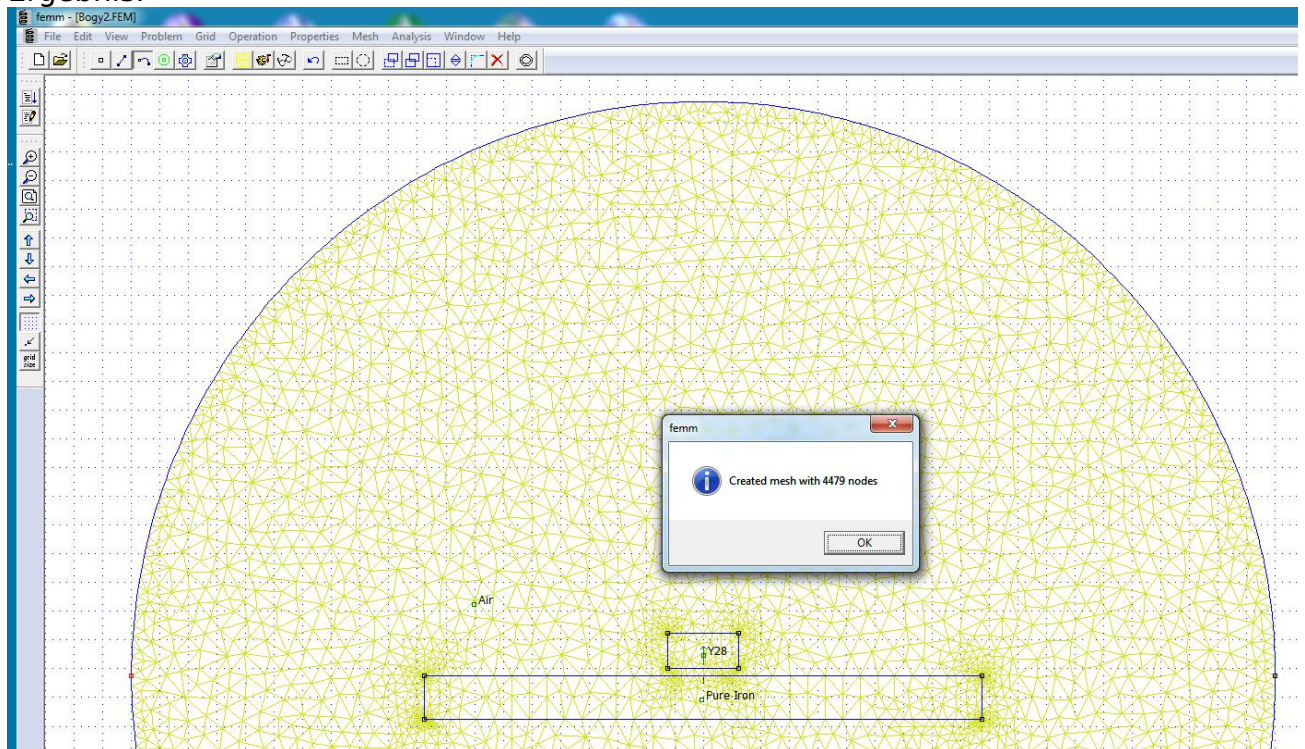 Ergebnis:
femm - [Bogy2.FEM]
File Edit View Problem Grid Operation Properties Mesh Analysis Window Help
grid
size
femm
Created mesh with 4479 nodes
OK
Air
Y28
Pure Iron